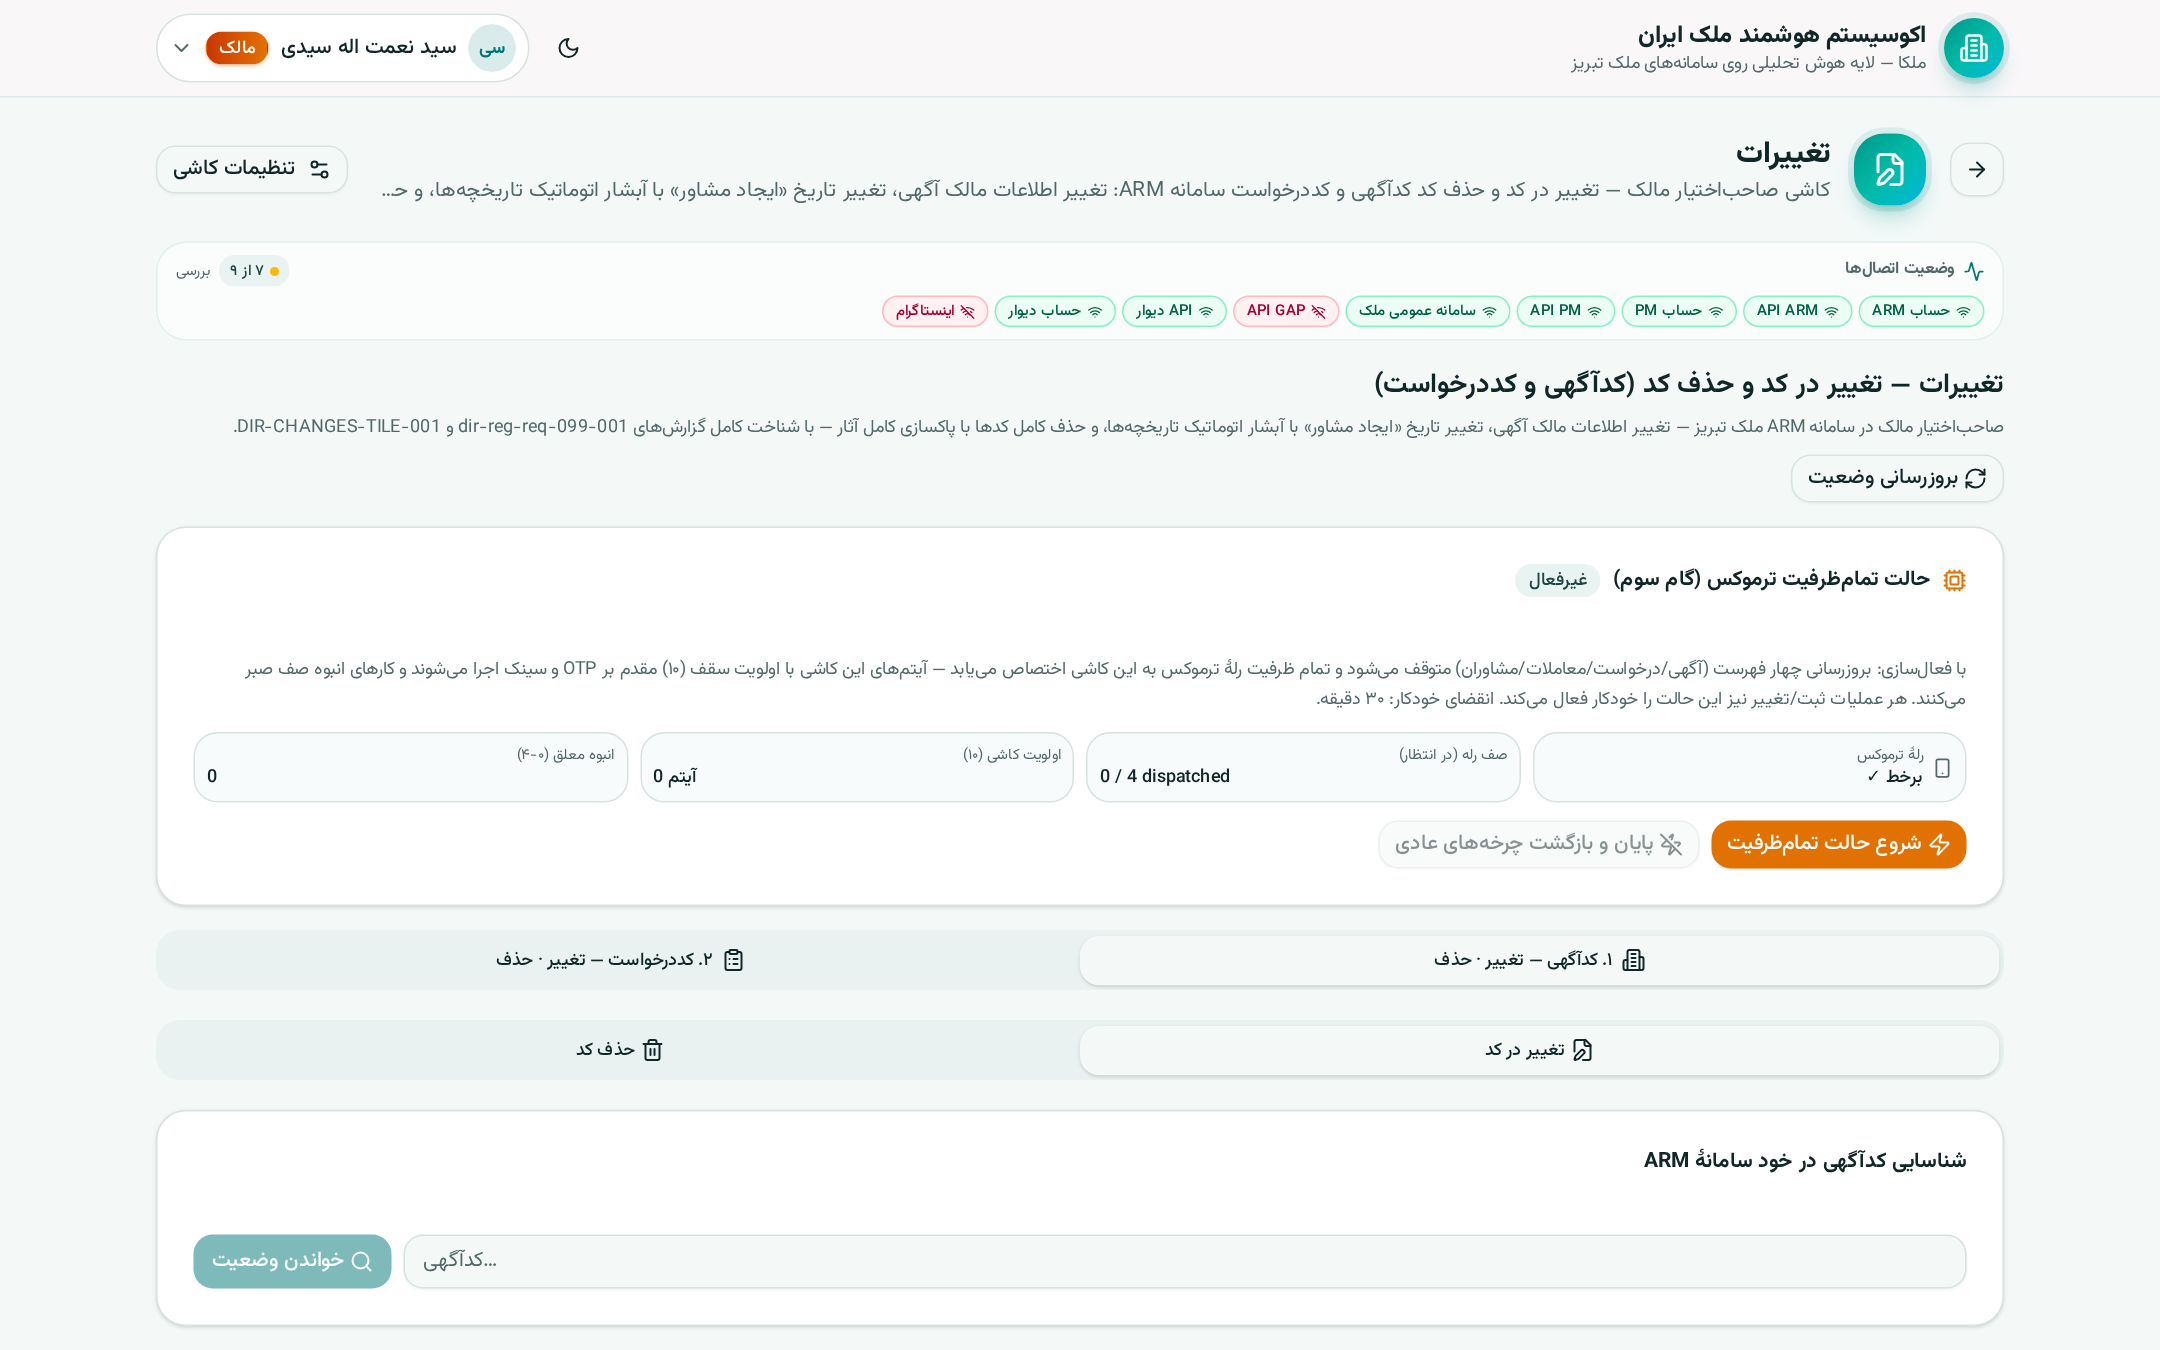 اکوسیستم هوشمند ملک ایران
ملکا — لایه هوش تحلیلی روی سامانه‌های ملک تبریز
سی
سید نعمت اله سیدی
مالک
تغییرات
کاشی صاحب‌اختیار مالک — تغییر در کد و حذف کد کدآگهی و کددرخواست سامانه ARM: تغییر اطلاعات مالک آگهی، تغییر تاریخ «ایجاد مشاور» با آبشار اتوماتیک تاریخچه‌ها، و حـ...
تنظیمات کاشی
وضعیت اتصال‌ها
۷ از ۹
بررسی
حساب ARM
API ARM
حساب PM
API PM
سامانه عمومی ملک
API GAP
API دیوار
حساب دیوار
اینستاگرام
تغییرات — تغییر در کد و حذف کد (کدآگهی و کددرخواست)
صاحب‌اختیار مالک در سامانه ARM ملک تبریز — تغییر اطلاعات مالک آگهی، تغییر تاریخ «ایجاد مشاور» با آبشار اتوماتیک تاریخچه‌ها، و حذف کامل کدها با پاکسازی کامل آثار — با شناخت کامل گزارش‌های dir-reg-req-099-001 و DIR-CHANGES-TILE-001.
بروزرسانی وضعیت
حالت تمام‌ظرفیت ترموکس (گام سوم)
غیرفعال
با فعال‌سازی: بروزرسانی چهار فهرست (آگهی/درخواست/معاملات/مشاوران) متوقف می‌شود و تمام ظرفیت رلهٔ ترموکس به این کاشی اختصاص می‌یابد — آیتم‌های این کاشی با اولویت سقف (۱۰) مقدم بر OTP و سینک اجرا می‌شوند و کارهای انبوه صف صبر
می‌کنند. هر عملیات ثبت/تغییر نیز این حالت را خودکار فعال می‌کند. انقضای خودکار: ۳۰ دقیقه.
رلهٔ ترموکس
برخط ✓
صف رله (در انتظار)
0 / 4 dispatched
اولویت کاشی (۱۰)
0 آیتم
انبوه معلق (۰-۴)
0
شروع حالت تمام‌ظرفیت
پایان و بازگشت چرخه‌های عادی
۱. کدآگهی — تغییر · حذف
۲. کددرخواست — تغییر · حذف
تغییر در کد
حذف کد
شناسایی کدآگهی در خود سامانهٔ ARM
کدآگهی...
خواندن وضعیت